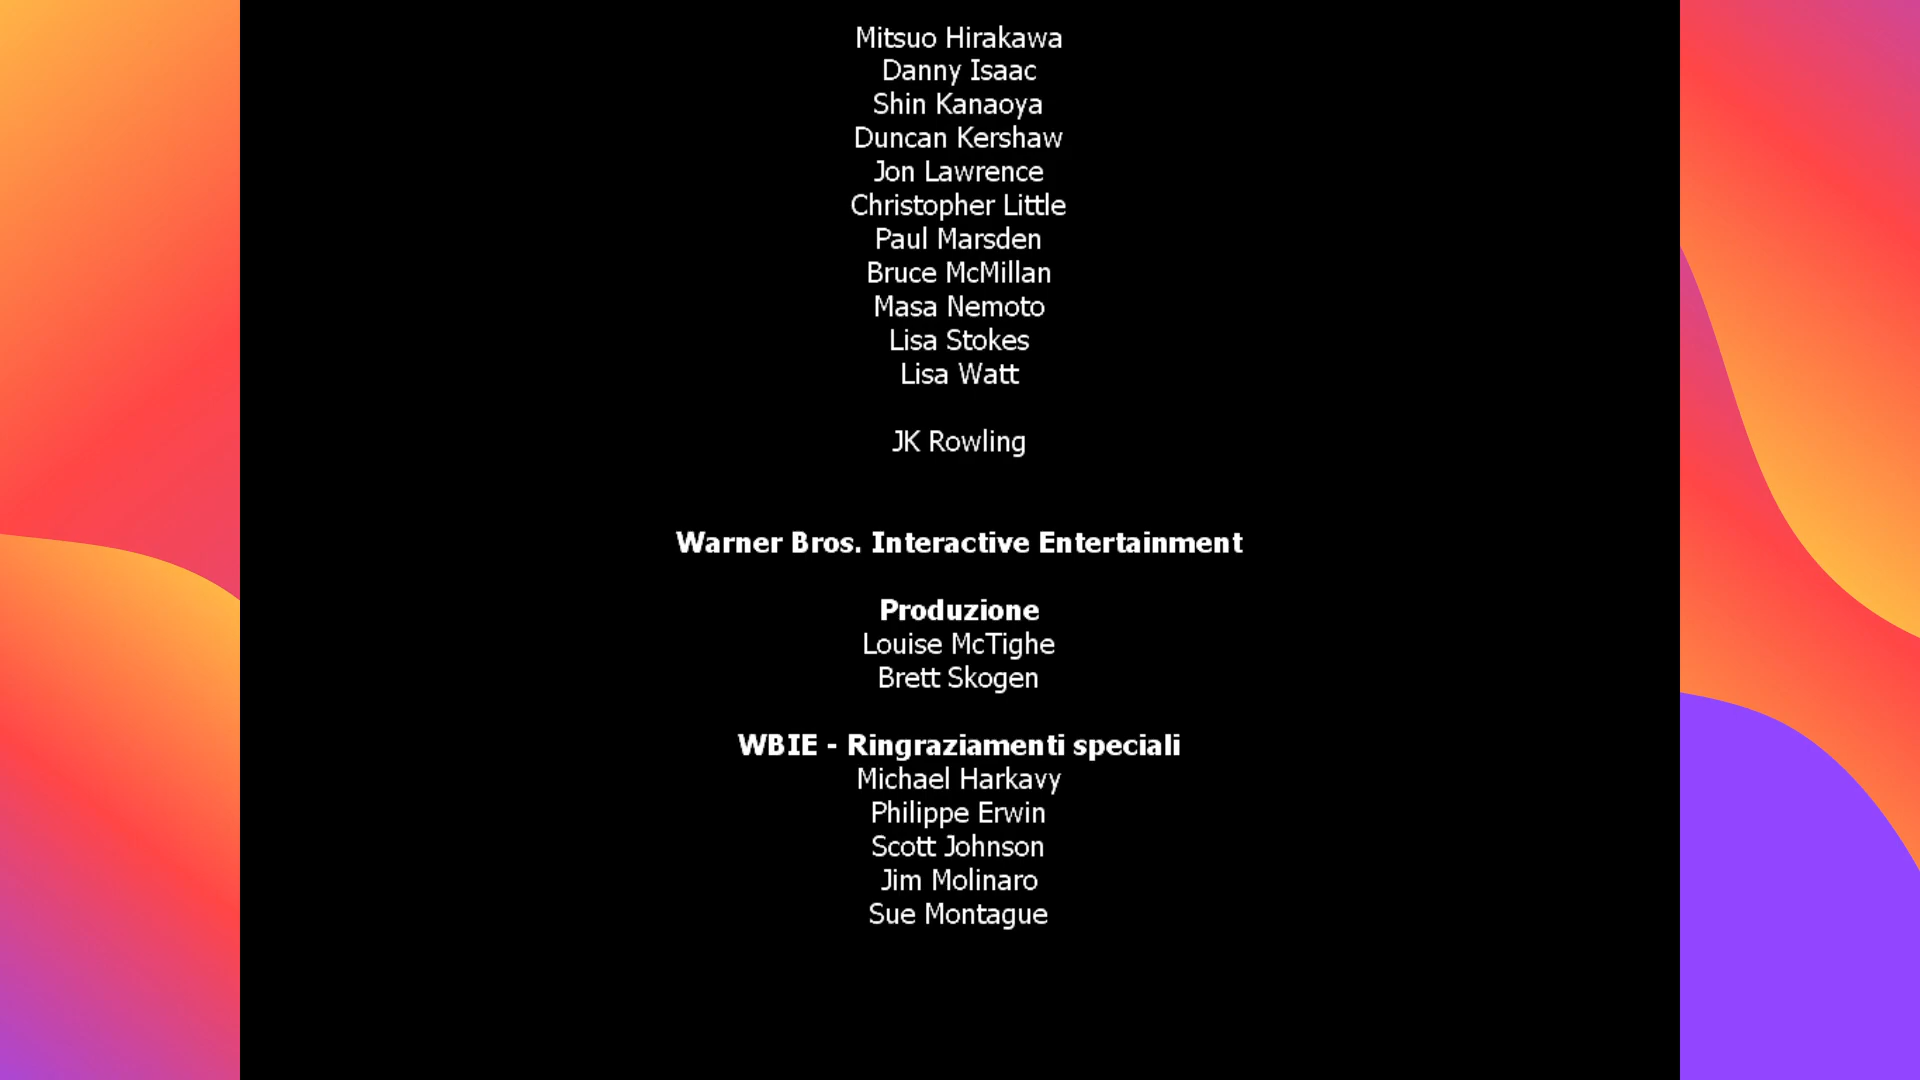 Mitsuo Hirakawa
Danny Isaac
Shin Kanaoya
Duncan Kershaw
Jon Lawrence
Christopher Little
Paul Marsden
Bruce McMillan
Masa Nemoto
Lisa Stokes
Lisa Watt
JK Rowling
Warner Bros. Interactive Entertainment
Produzione
Louise McTighe
Brett Skogen
WBIE - Ringraziamenti speciali
Michael Harkavy
Philippe Erwin
Scott Johnson
Jim Molinaro
Sue Montague